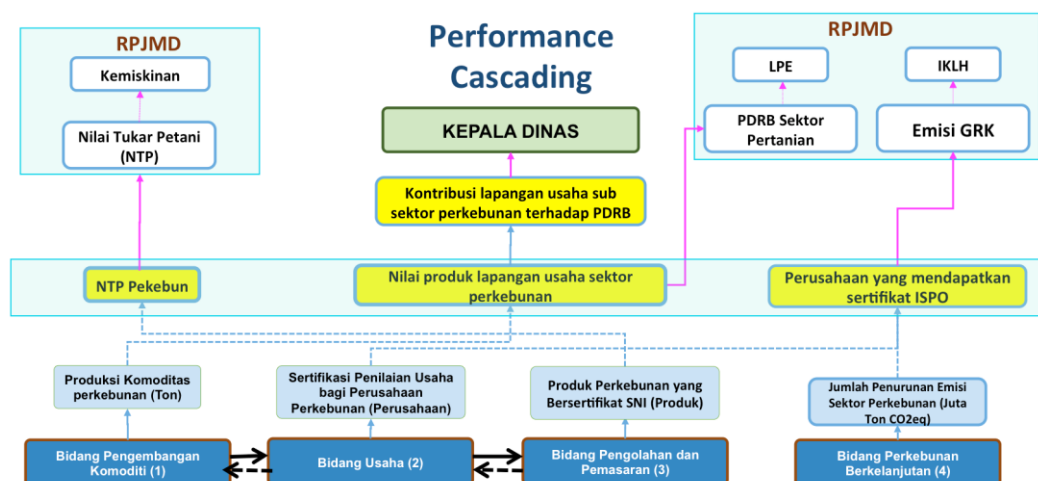 RPJMD
Kemiskinan
Nilai Tukar Petani
(NTP)
Performance
Cascading
KEPALA DINAS
Kontribusi lapangan usaha sub
sektor perkebunan terhadap PDRB
RPJMD
LPE
IKLH
PDRB Sektor
Pertanian
Emisi GRK
NTP Pekebun
Nilai produk lapangan usaha sektor
perkebunan
Perusahaan yang mendapatkan
sertifikat ISPO
Produksi Komoditas
perkebunan (Ton)
Sertifikasi Penilaian Usaha
bagi Perusahaan
Perkebunan (Perusahaan)
Produk Perkebunan yang
Bersertifikat SNI (Produk)
Jumlah Penurunan Emisi
Sektor Perkebunan (Juta
Ton CO2eq)
Bidang Pengembangan
Komoditi (1)
Bidang Usaha (2)
Bidang Pengolahan dan
Pemasaran (3)
Bidang Perkebunan
Berkelanjutan (4)